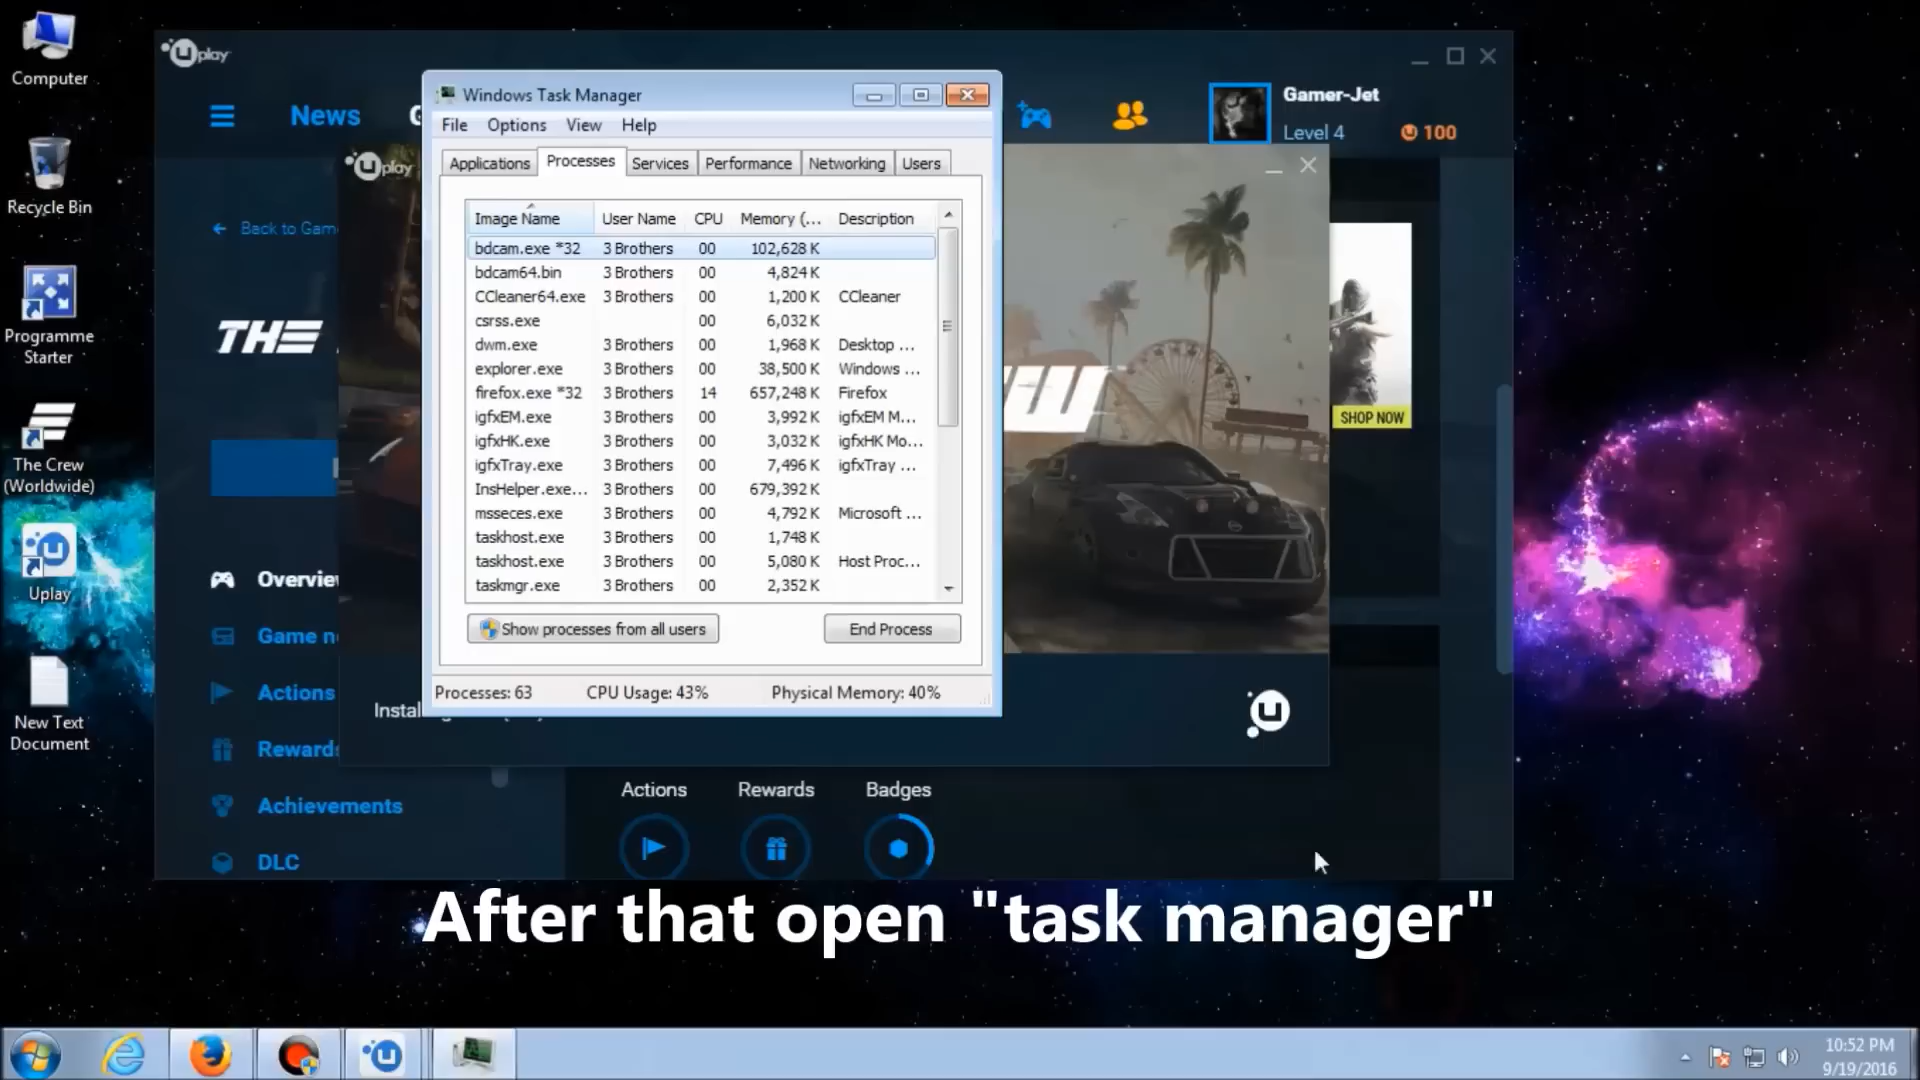 Computer
Recycle Bin
Programme
Starter
The Crew
(Worldwide)
Uplay
New Text
Document
uplay
News
Gamer-Jet
Level 4
100
uplay
Back to Gam
THE
Overvie
Game n
Actions
Reward
Achievements
DLC
Windows Task Manager
File Options View Help
Applications Processes Services Performance Networking Users
Image Name User Name CPU Memory (... Description
bdcam.exe *32 3 Brothers 00 102,628 K
bdcam64.bin 3 Brothers 00 4,824 K
CCleaner64.exe 3 Brothers 00 1,200 K CCleaner
csrss.exe 00 6,032 K
dwm.exe 3 Brothers 00 1,968 K Desktop ...
explorer.exe 3 Brothers 00 38,500 K Windows ...
firefox.exe *32 3 Brothers 14 657,248 K Firefox
igfxEM.exe 3 Brothers 00 3,992 K igfxEM M...
igfxHK.exe 3 Brothers 00 3,032 K igfxHK Mo...
igfxTray.exe 3 Brothers 00 7,496 K igfxTray ...
InsHelper.exe... 3 Brothers 00 679,392 K
msseces.exe 3 Brothers 00 4,792 K Microsoft ...
taskhost.exe 3 Brothers 00 1,748 K
taskhost.exe 3 Brothers 00 5,080 K Host Proc...
taskmgr.exe 3 Brothers 00 2,352 K
Show processes from all users End Process
Processes: 63 CPU Usage: 43% Physical Memory: 40%
SHOP NOW
Instal
Actions Rewards Badges
After that open "task manager"
10:52 PM
9/19/2016